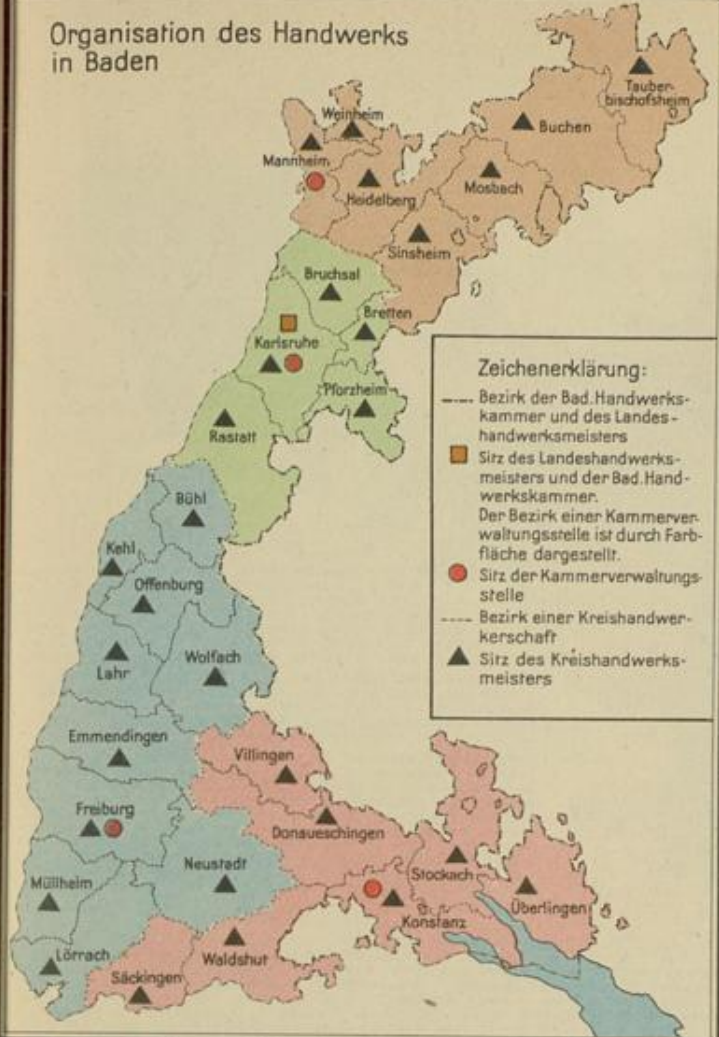 Organisation des Handwerks
in Baden
Tauber-
bischofsheim
Weinheim
Buchen
Mannheim
Mosbach
Heidelberg
Sinsheim
Bruchsal
Bretten
Karlsruhe
Pforzheim
Rastatt
Bühl
Kehl
Offenburg
Wolfach
Lahr
Emmendingen
Villingen
Freiburg
Donaueschingen
Neustadt
Stockach
Müllheim
Überlingen
Konstanz
Lörrach
Waldshut
Säckingen
Zeichenerklärung:
Bezirk der Bad. Handwerks-
kammer und des Landes-
handwerksmeisters
Sitz des Landeshandwerks-
meisters und der Bad. Hand-
werkskammer.
Der Bezirk einer Kammerver-
waltungsstelle ist durch Farb-
fläche dargestellt.
Sitz der Kammerverwaltungs-
stelle
Bezirk einer Kreishandwer-
kerschaft
Sitz des Kreishandwerks-
meisters